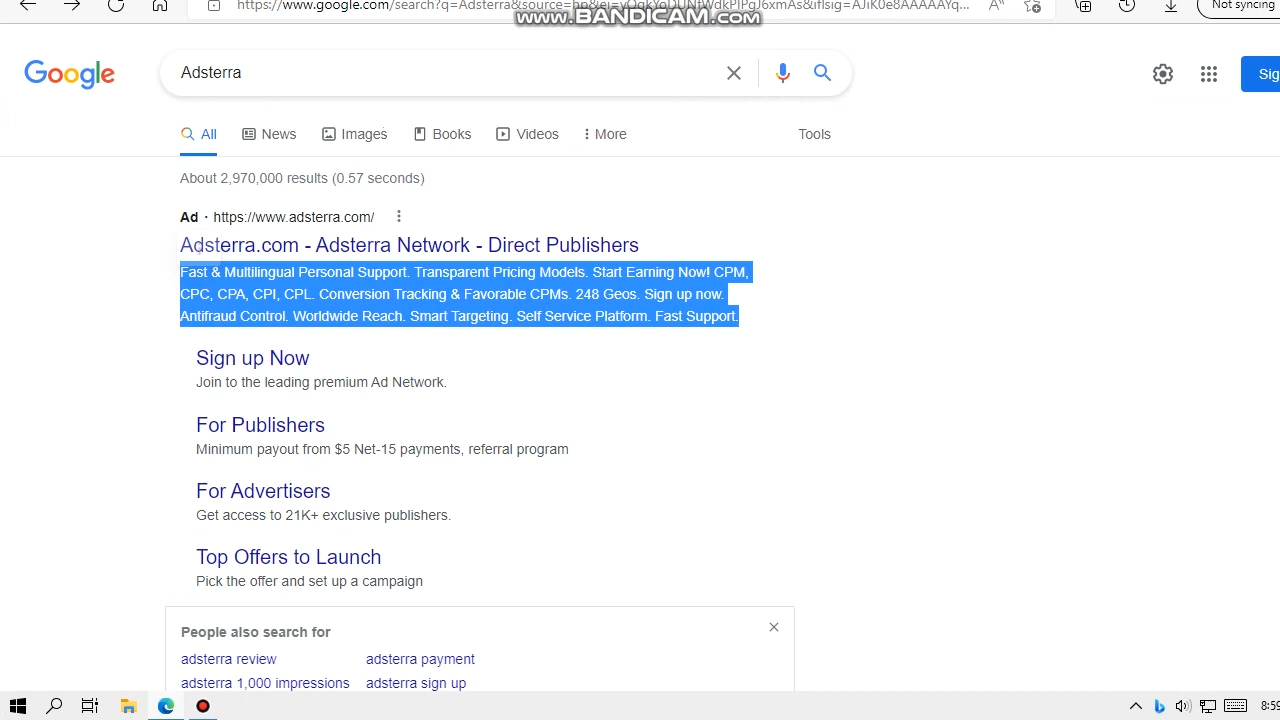 www.BANDICAM.com
Not syncing
Google
Adsterra
Sig
All
News
Images
Books
Videos
More
Tools
About 2,970,000 results (0.57 seconds)
Ad · https://www.adsterra.com/
Adsterra.com - Adsterra Network - Direct Publishers
Fast & Multilingual Personal Support. Transparent Pricing Models. Start Earning Now! CPM,
CPC, CPA, CPI, CPL. Conversion Tracking & Favorable CPMs. 248 Geos. Sign up now.
Antifraud Control. Worldwide Reach. Smart Targeting. Self Service Platform. Fast Support.
Sign up Now
Join to the leading premium Ad Network.
For Publishers
Minimum payout from $5 Net-15 payments, referral program
For Advertisers
Get access to 21K+ exclusive publishers.
Top Offers to Launch
Pick the offer and set up a campaign
People also search for
adsterra review
adsterra payment
adsterra 1,000 impressions
adsterra sign up